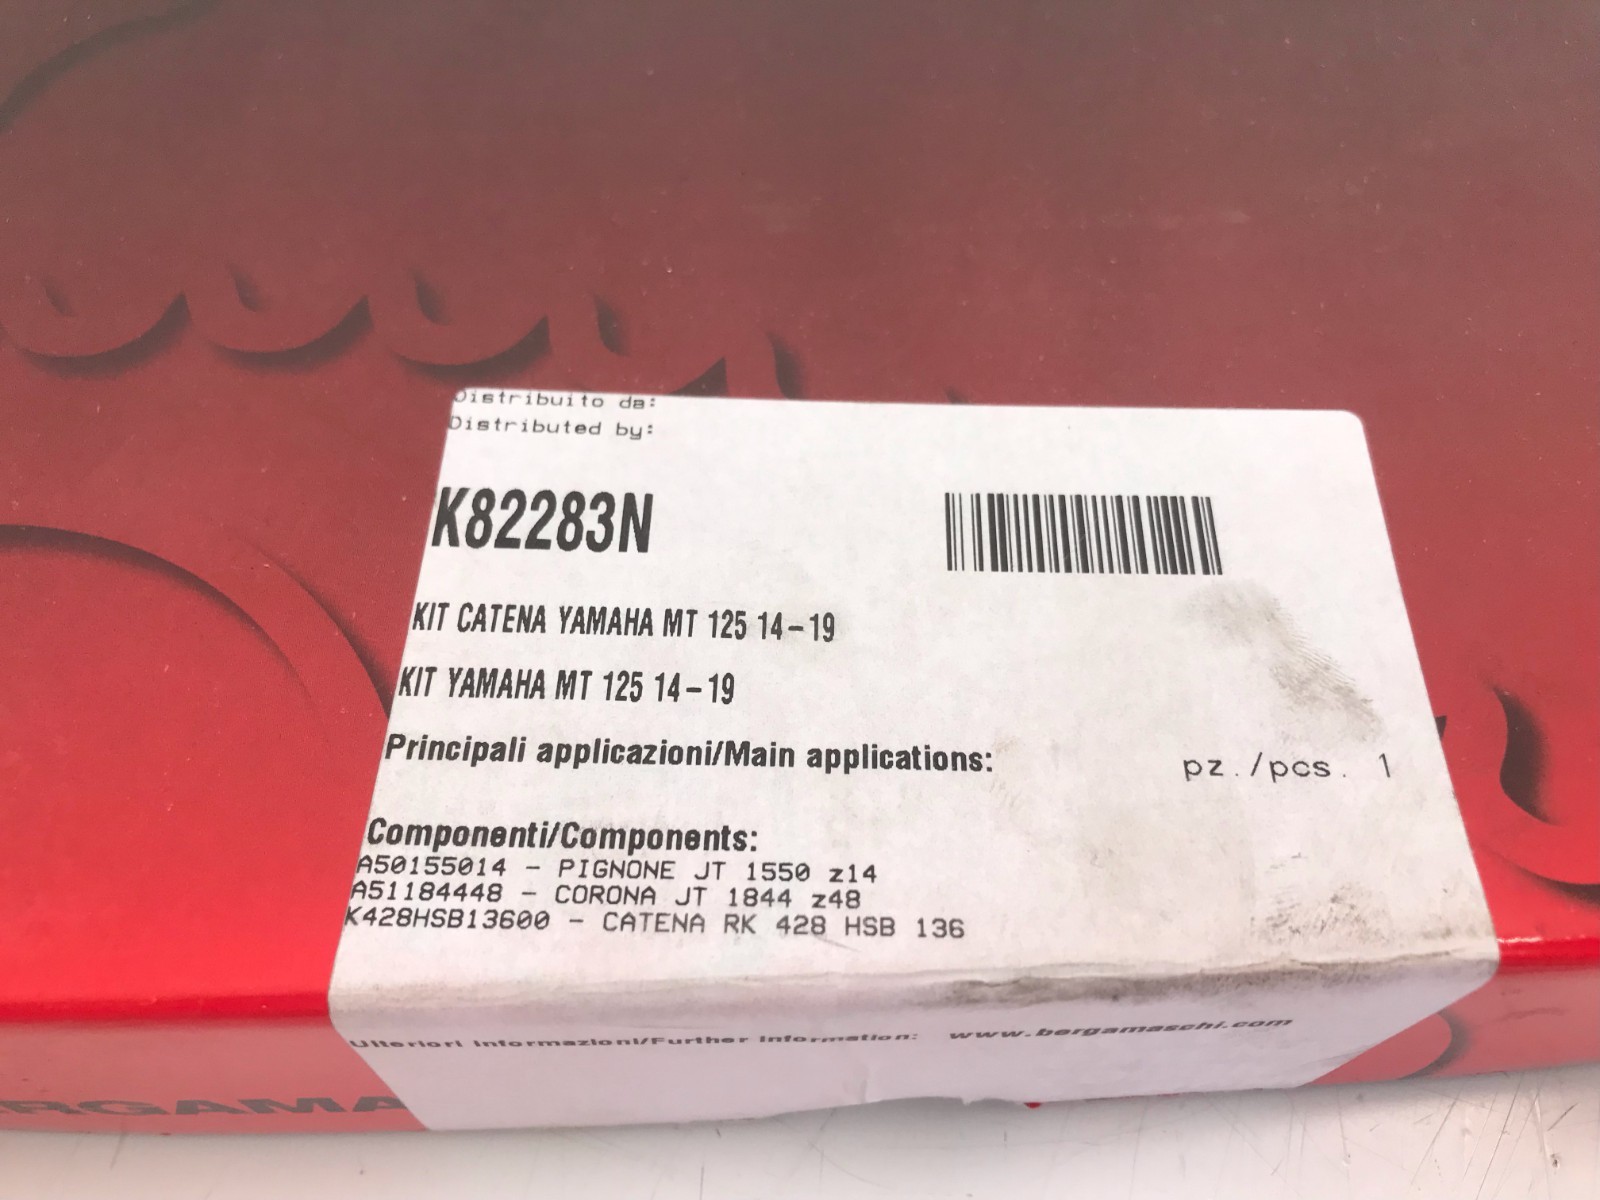 Distribuito da:
Distributed by:
K82283N
KIT CATENA YAMAHA MT 125 14-19
KIT YAMAHA MT 125 14-19
Principali applicazioni/Main applications:
pz./pcs. 1
Componenti/Components:
A50155014 - PIGNONE JT 1550 z14
A51184448 - CORONA JT 1844 z48
K428HSB13600 - CATENA RK 428 HSB 136
Ulteriori informazioni/Further information: www.bergamaschi.com